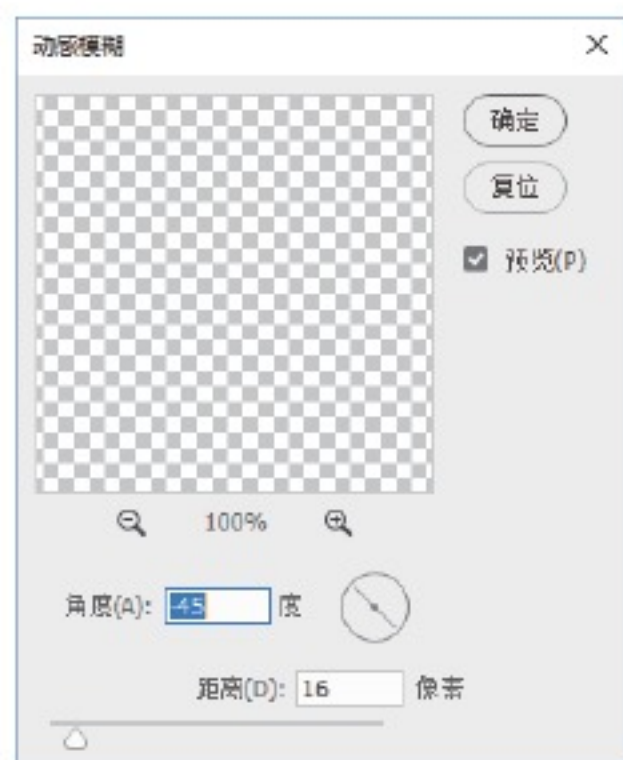 动感模糊
确定
复位
预览(P)
100%
角度(A): -45 度
距离(D): 16 像素